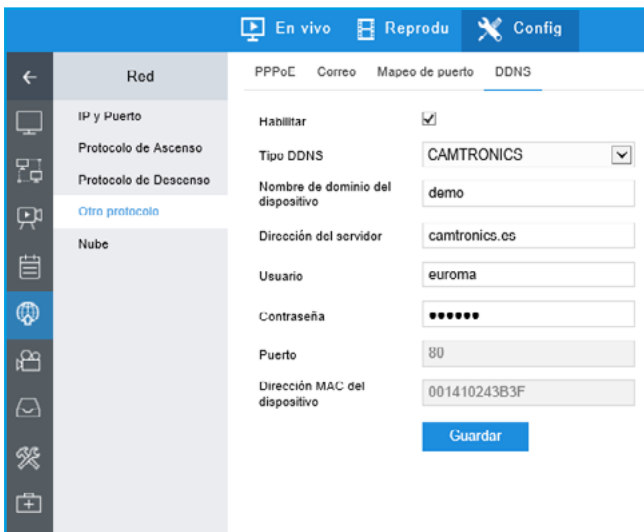 En vivo Reprodu Config
Red
PPPoE Correo Mapeo de puerto DDNS
IP y Puerto
Protocolo de Ascenso
Protocolo de Descenso
Otro protocolo
Nube
Habilitar
Tipo DDNS CAMTRONICS
Nombre de dominio del
dispositivo demo
Dirección del servidor camtronics.es
Usuario euroma
Contraseña ••••••
Puerto 80
Dirección MAC del
dispositivo 001410243B3F
Guardar